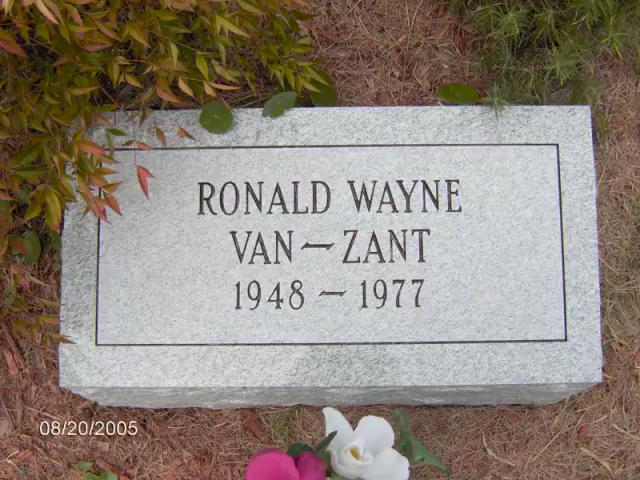 RONALD WAYNE
VAN ~ ZANT
1948 ~ 1977
08/20/2005